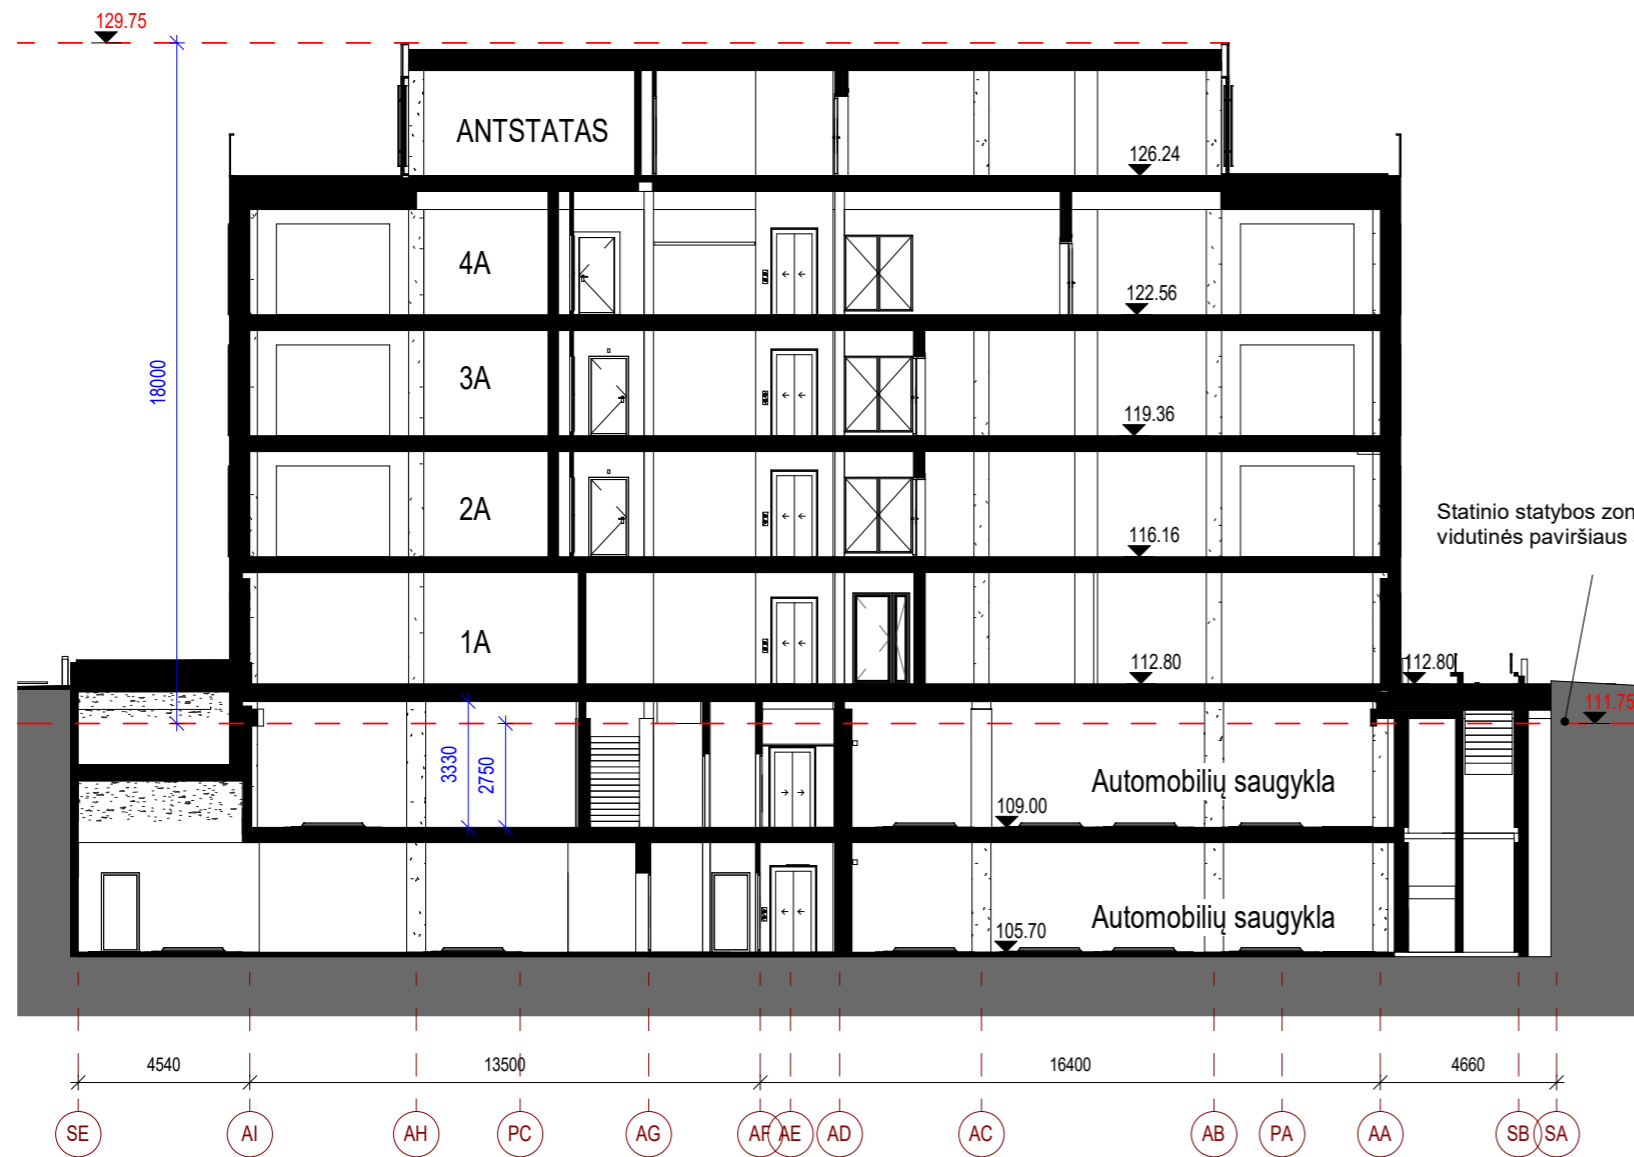 129.75
ANTSTATAS
126.24
4A
122.56
18000
3A
119.36
2A
116.16
Statinio statybos zon
vidutinės paviršiaus
1A
112.80
112.80
111.75
3330
2750
Automobilių saugykla
109.00
Automobilių saugykla
105.70
4540
13500
16400
4660
SE
AI
AH
PC
AG
AF
AE
AD
AC
AB
PA
AA
SB
SA